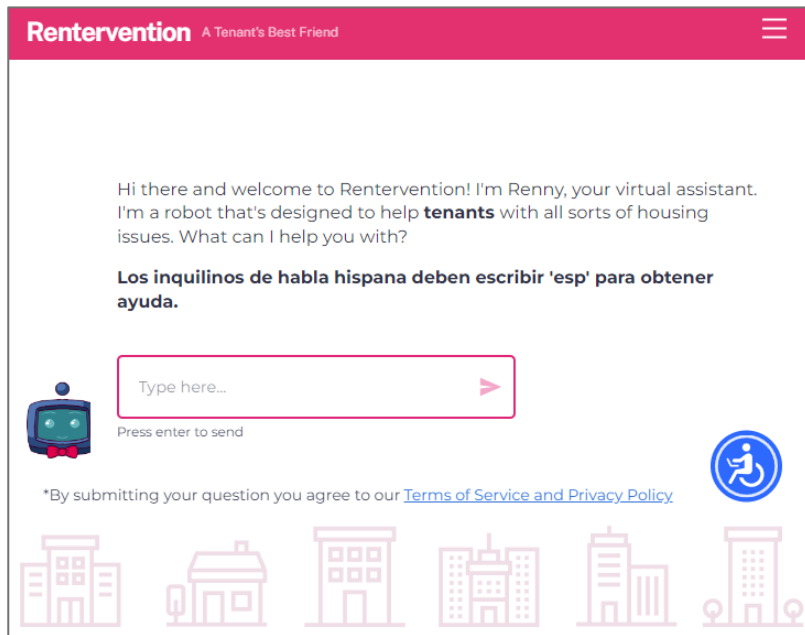 Rentervention A Tenant's Best Friend
Hi there and welcome to Rentervention! I'm Renny, your virtual assistant.
I'm a robot that's designed to help tenants with all sorts of housing
issues. What can I help you with?
Los inquilinos de habla hispana deben escribir 'esp' para obtener
ayuda.
Type here...
Press enter to send
*By submitting your question you agree to our Terms of Service and Privacy Policy